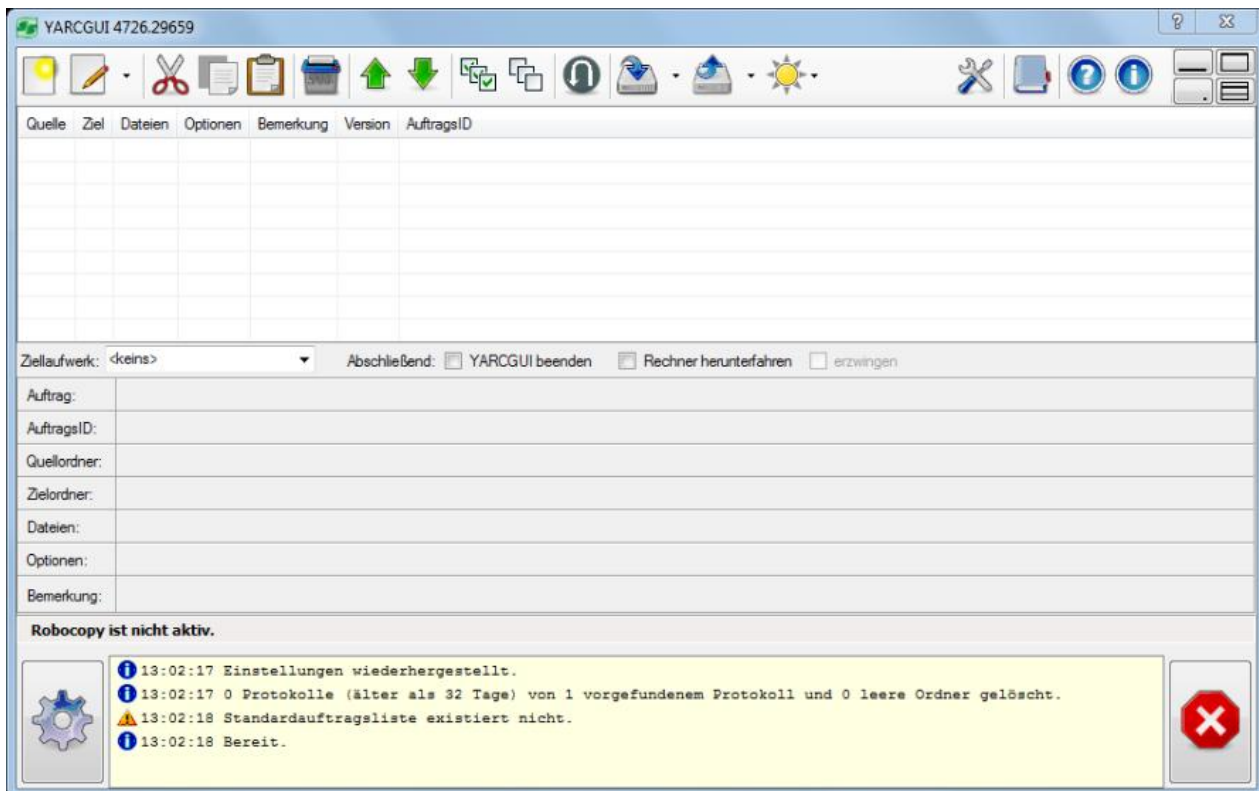 YARCGUI 4726.29659
Quelle Ziel Dateien Optionen Bemerkung Version AuftragsID
Ziellaufwerk: <keins> Abschließend: YARCGUI beenden Rechner herunterfahren erzwingen
Auftrag:
AuftragsID:
Quellordner:
Zielordner:
Dateien:
Optionen:
Bemerkung:
Robocopy ist nicht aktiv.
13:02:17 Einstellungen wiederhergestellt.
13:02:17 0 Protokolle (älter als 32 Tage) von 1 vorgefundenem Protokoll und 0 leere Ordner gelöscht.
13:02:18 Standardauftragsliste existiert nicht.
13:02:18 Bereit.